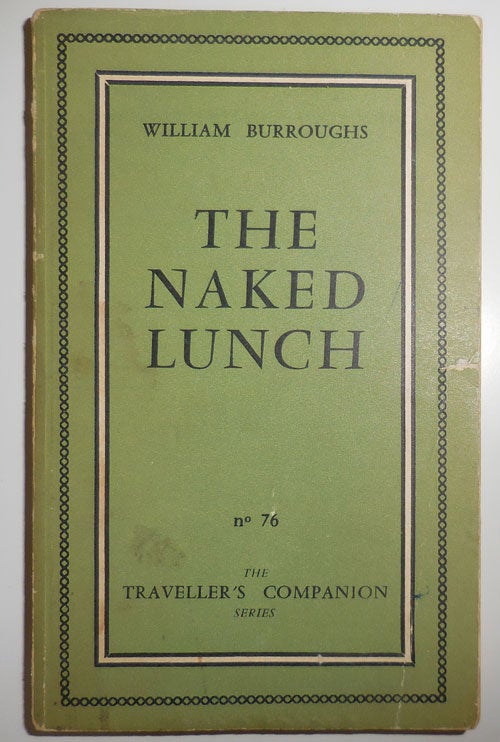 WILLIAM BURROUGHS
THE
NAKED
LUNCH
nº 76
THE
TRAVELLER'S COMPANION
SERIES